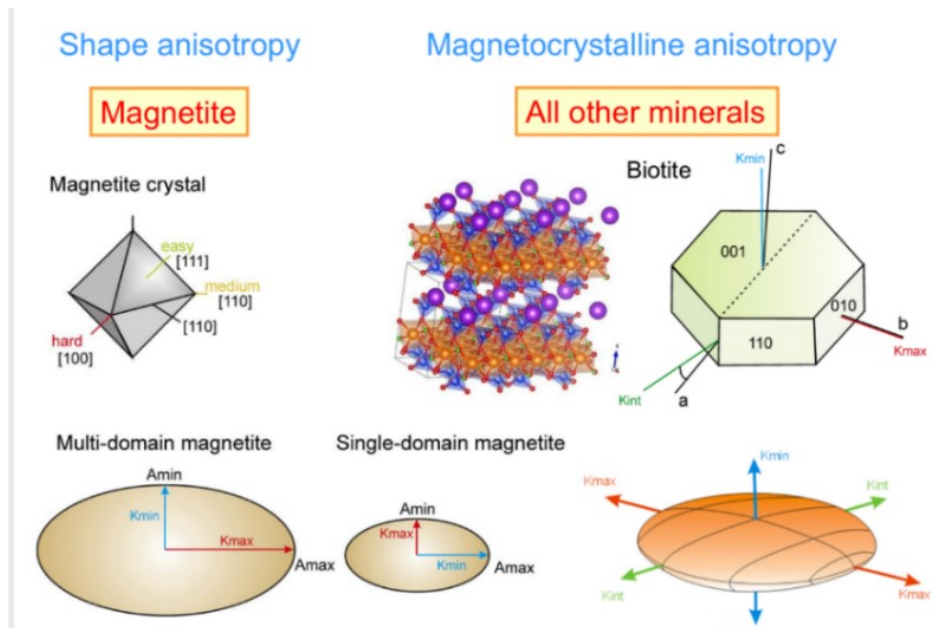 Shape anisotropy
Magnetocrystalline anisotropy
Magnetite
All other minerals
Magnetite crystal
easy
[111]
medium
[110]
[110]
hard
[100]
Biotite
Kmin
c
001
010
b
Kmax
110
Kint
a
Multi-domain magnetite
Amin
Kmin
Kmax
Amax
Single-domain magnetite
Amin
Kmax
Kmin
Amax
Kmin
Kmax
Kint
Kint
Kmax